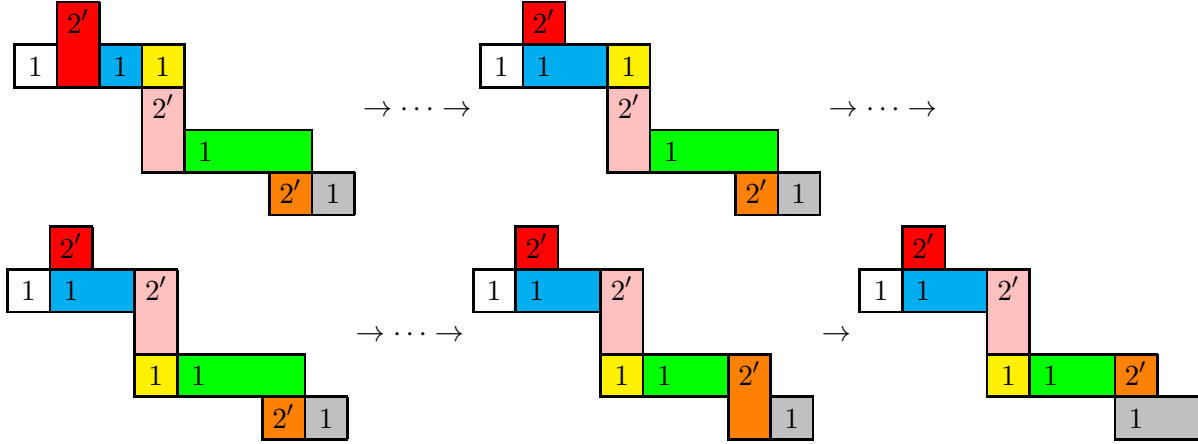 2′ 2′
1 1 1 1 1 1
2′ → ··· → 2′ → ··· →
1 1
2′ 1 2′ 1
2′ 2′ 2′
1 1 2′ 1 1 2′ 1 1 2′
→ ··· → →
1 1 1 1 2′ 1 1 2′
2′ 1 1 1